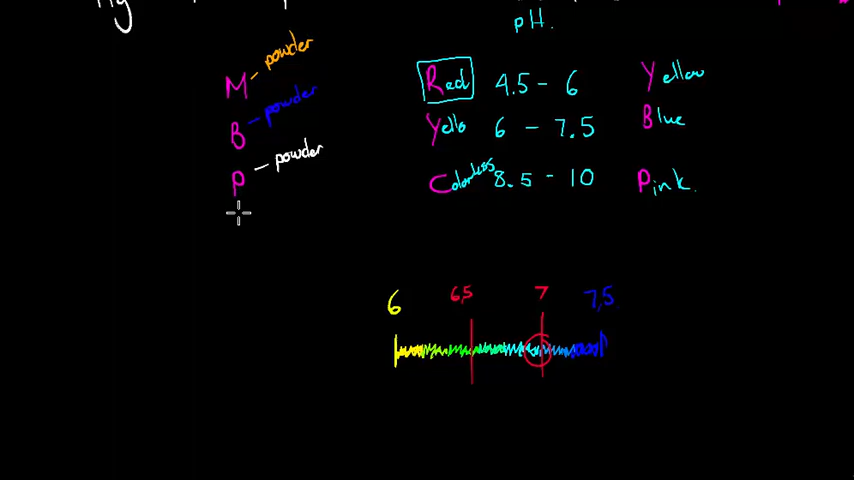 pH.
M - powder
B - powder
P - powder
Red 4.5 - 6 Yellow
Yello 6 - 7.5 Blue
Colorless 8.5 - 10 Pink.
6 6,5 7 7,5